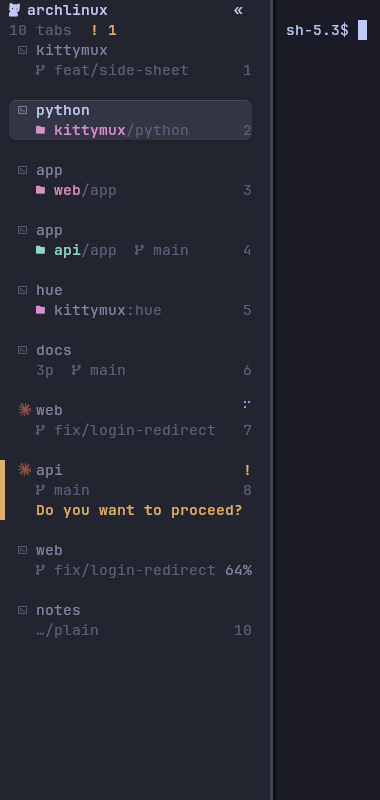 archlinux «
10 tabs ! 1
kittymux
feat/side-sheet 1
python
kittymux/python 2
app
web/app 3
app
api/app main 4
hue
kittymux:hue 5
docs
3p main 6
web
fix/login-redirect 7
api !
main 8
Do you want to proceed?
web
fix/login-redirect 64%
notes
…/plain 10
sh-5.3$